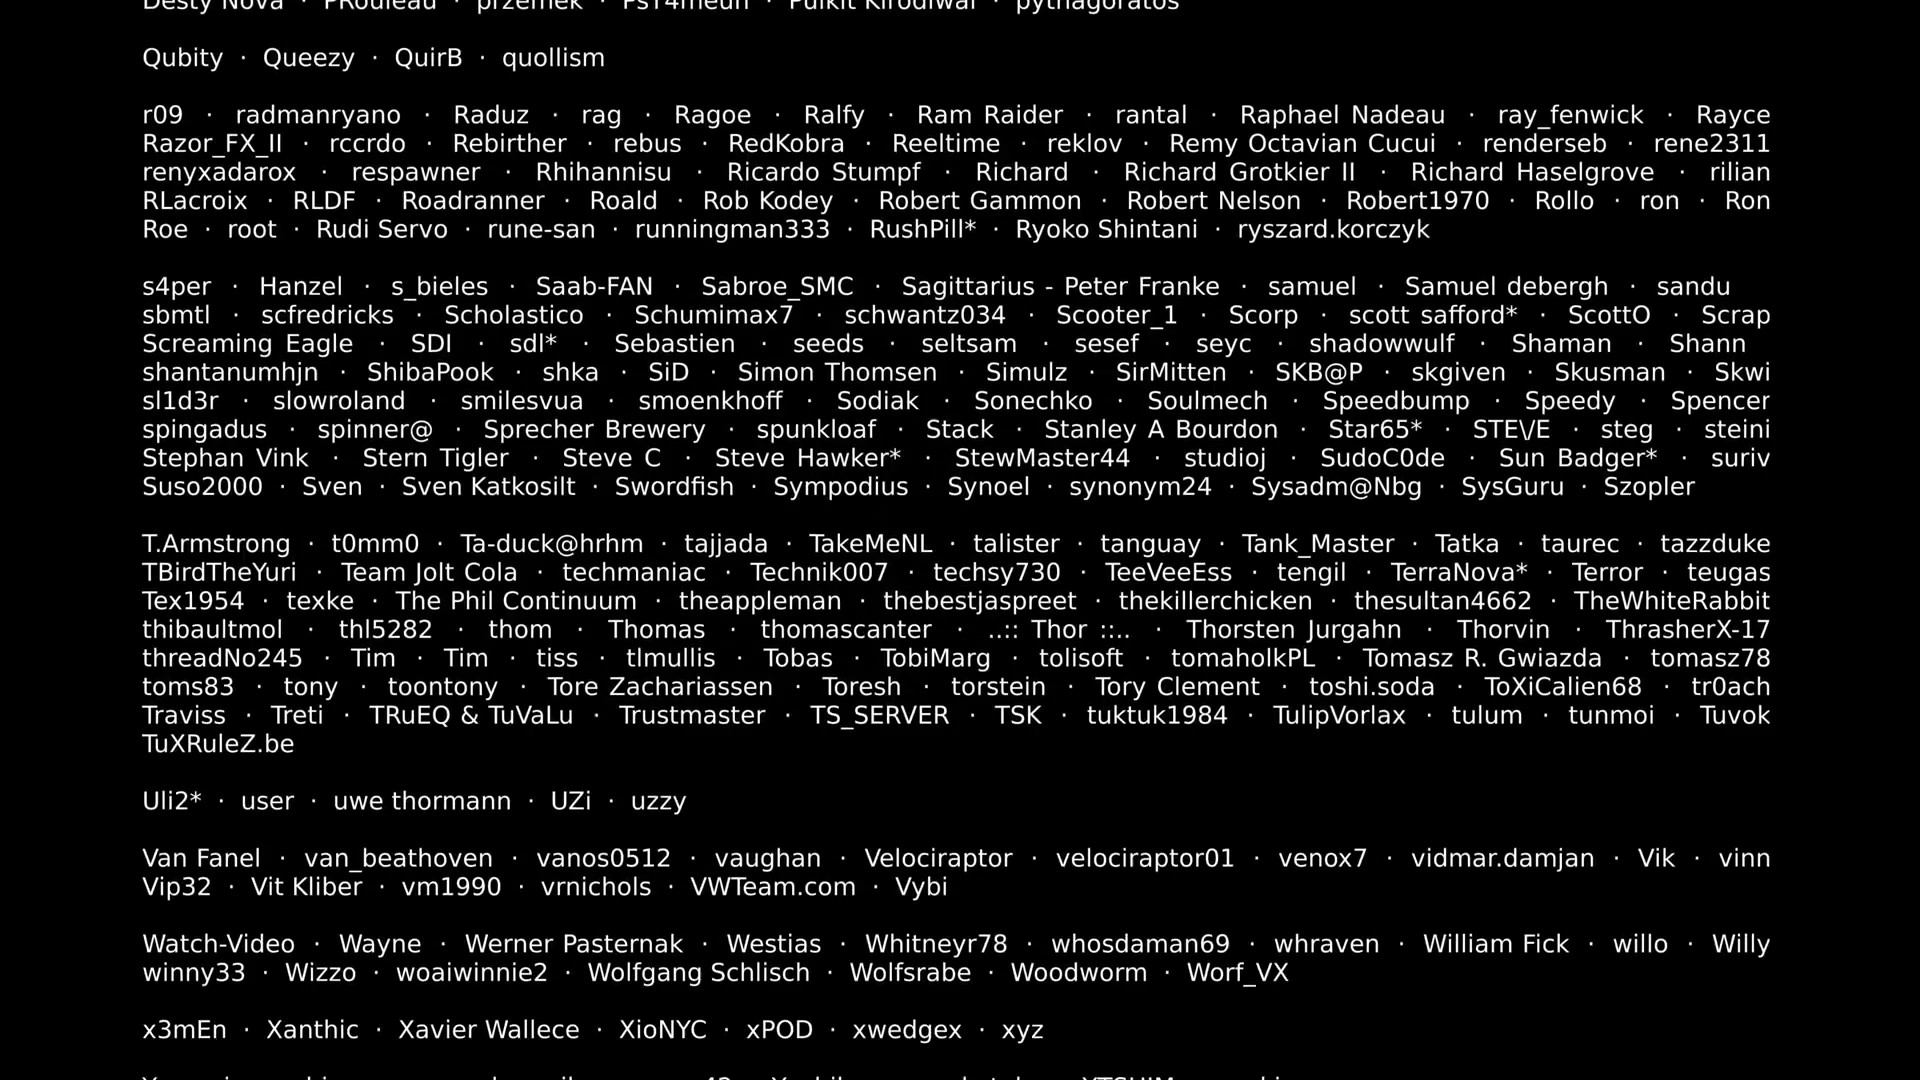 Desty Nova · PRodieau · przemek · PsT4meuh · Pulkit Kirodiwal · pythagoratos
Qubity · Queezy · QuirB · quollism
r09 · radmanryano · Raduz · rag · Ragoe · Ralfy · Ram Raider · rantal · Raphael Nadeau · ray_fenwick · Rayce
Razor_FX_II · rccrdo · Rebirther · rebus · RedKobra · Reeltime · reklov · Remy Octavian Cucui · renderseb · rene2311
renyxadarox · respawner · Rhihannisu · Ricardo Stumpf · Richard · Richard Grotkier II · Richard Haselgrove · rilian
RLacroix · RLDF · Roadranner · Roald · Rob Kodey · Robert Gammon · Robert Nelson · Robert1970 · Rollo · ron · Ron
Roe · root · Rudi Servo · rune-san · runningman333 · RushPill* · Ryoko Shintani · ryszard.korczyk
s4per · Hanzel · s_bieles · Saab-FAN · Sabroe_SMC · Sagittarius - Peter Franke · samuel · Samuel debergh · sandu
sbmtl · scfredricks · Scholastico · Schumimax7 · schwantz034 · Scooter_1 · Scorp · scott safford* · ScottO · Scrap
Screaming Eagle · SDI · sdl* · Sebastien · seeds · seltsam · sesef · seyc · shadowwulf · Shaman · Shann
shantanumhjn · ShibaPook · shka · SiD · Simon Thomsen · Simulz · SirMitten · SKB@P · skgiven · Skusman · Skwi
sl1d3r · slowroland · smilesvua · smoenkhoff · Sodiak · Sonechko · Soulmech · Speedbump · Speedy · Spencer
spingadus · spinner@ · Sprecher Brewery · spunkloaf · Stack · Stanley A Bourdon · Star65* · STE\/E · steg · steini
Stephan Vink · Stern Tigler · Steve C · Steve Hawker* · StewMaster44 · studioj · SudoC0de · Sun Badger* · suriv
Suso2000 · Sven · Sven Katkosilt · Swordfish · Sympodius · Synoel · synonym24 · Sysadm@Nbg · SysGuru · Szopler
T.Armstrong · t0mm0 · Ta-duck@hrhm · tajjada · TakeMeNL · talister · tanguay · Tank_Master · Tatka · taurec · tazzduke
TBirdTheYuri · Team Jolt Cola · techmaniac · Technik007 · techsy730 · TeeVeeEss · tengil · TerraNova* · Terror · teugas
Tex1954 · texke · The Phil Continuum · theappleman · thebestjaspreet · thekillerchicken · thesultan4662 · TheWhiteRabbit
thibaultmol · thl5282 · thom · Thomas · thomascanter · ..:: Thor ::.. · Thorsten Jurgahn · Thorvin · ThrasherX-17
threadNo245 · Tim · Tim · tiss · tlmullis · Tobas · TobiMarg · tolisoft · tomaholkPL · Tomasz R. Gwiazda · tomasz78
toms83 · tony · toontony · Tore Zachariassen · Toresh · torstein · Tory Clement · toshi.soda · ToXiCalien68 · tr0ach
Traviss · Treti · TRuEQ & TuVaLu · Trustmaster · TS_SERVER · TSK · tuktuk1984 · TulipVorlax · tulum · tunmoi · Tuvok
TuXRuleZ.be
Uli2* · user · uwe thormann · UZi · uzzy
Van Fanel · van_beathoven · vanos0512 · vaughan · Velociraptor · velociraptor01 · venox7 · vidmar.damjan · Vik · vinn
Vip32 · Vit Kliber · vm1990 · vrnichols · VWTeam.com · Vybi
Watch-Video · Wayne · Werner Pasternak · Westias · Whitneyr78 · whosdaman69 · whraven · William Fick · willo · Willy
winny33 · Wizzo · woaiwinnie2 · Wolfgang Schlisch · Wolfsrabe · Woodworm · Worf_VX
x3mEn · Xanthic · Xavier Wallece · XioNYC · xPOD · xwedgex · xyz